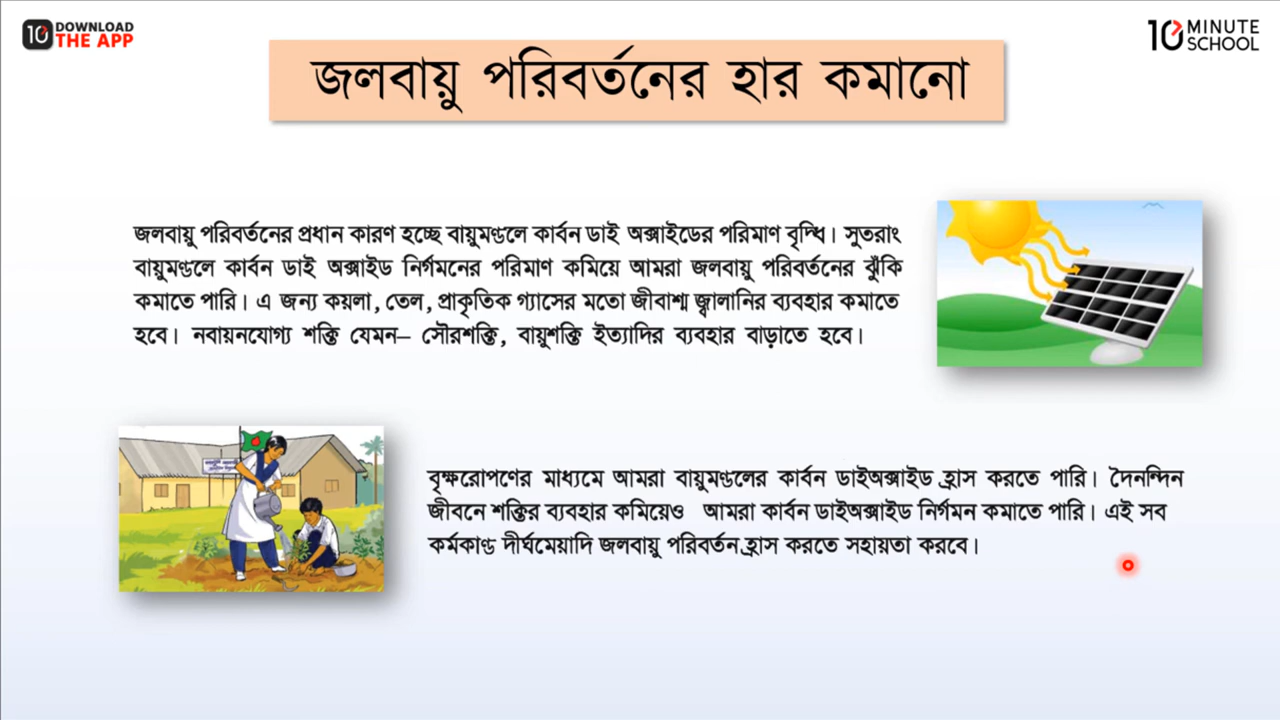 DOWNLOAD
THE APP
10 MINUTE
SCHOOL
জলবায়ু পরিবর্তনের হার কমানো
জলবায়ু পরিবর্তনের প্রধান কারণ হচ্ছে বায়ুমণ্ডলে কার্বন ডাই অক্সাইডের পরিমাণ বৃদ্ধি। সুতরাং
বায়ুমণ্ডলে কার্বন ডাই অক্সাইড নির্গমনের পরিমাণ কমিয়ে আমরা জলবায়ু পরিবর্তনের ঝুঁকি
কমাতে পারি। এ জন্য কয়লা, তেল, প্রাকৃতিক গ্যাসের মতো জীবাশ্ম জ্বালানির ব্যবহার কমাতে
হবে। নবায়নযোগ্য শক্তি যেমন– সৌরশক্তি, বায়ুশক্তি ইত্যাদির ব্যবহার বাড়াতে হবে।
বৃক্ষরোপণের মাধ্যমে আমরা বায়ুমণ্ডলের কার্বন ডাইঅক্সাইড হ্রাস করতে পারি। দৈনন্দিন
জীবনে শক্তির ব্যবহার কমিয়েও আমরা কার্বন ডাইঅক্সাইড নির্গমন কমাতে পারি। এই সব
কর্মকাণ্ড দীর্ঘমেয়াদি জলবায়ু পরিবর্তন হ্রাস করতে সহায়তা করবে।